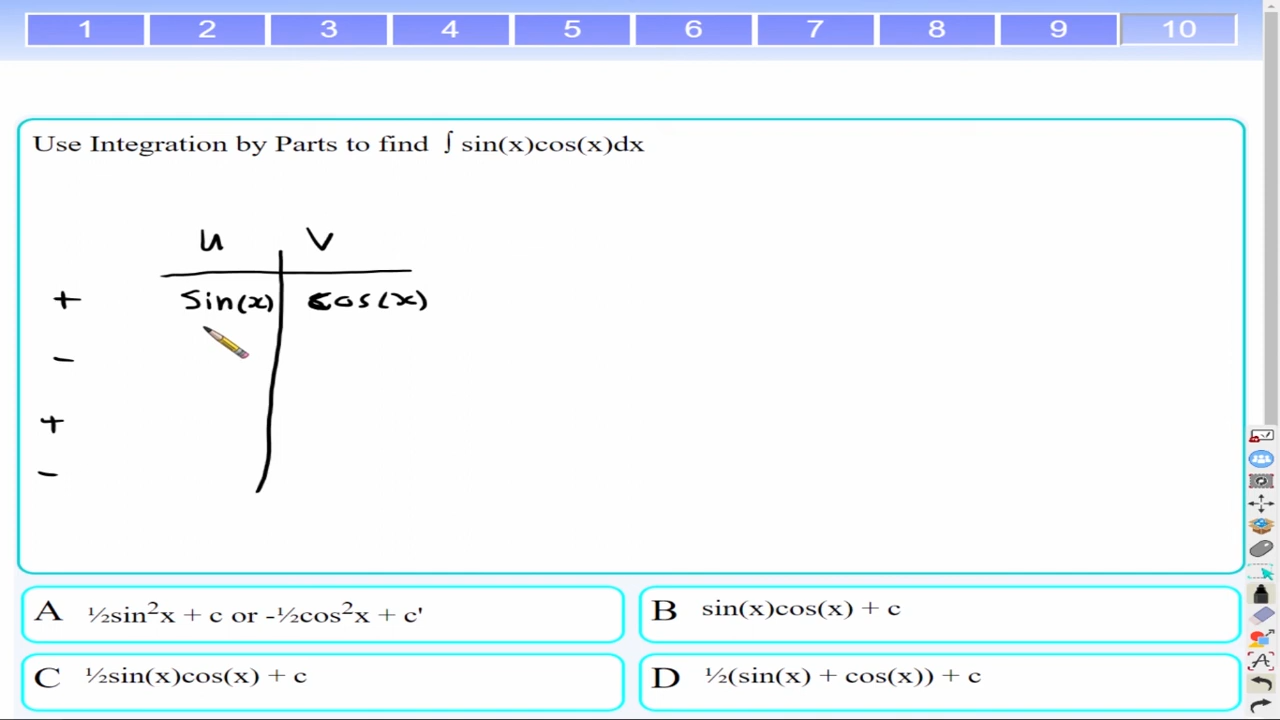 1 2 3 4 5 6 7 8 9 10
Use Integration by Parts to find ∫ sin(x)cos(x)dx
u v
+ sin(x) cos(x)
-
+
-
A ½sin²x + c or -½cos²x + c'
B sin(x)cos(x) + c
C ½sin(x)cos(x) + c
D ½(sin(x) + cos(x)) + c